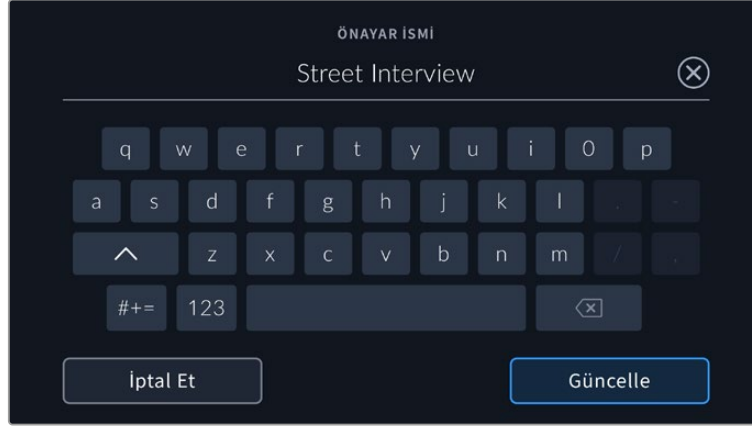 ÖNAYAR İSMİ
Street Interview
q w e r t y u i O p
a s d f g h j k l . -
z x c v b n m / ,
#+= 123
İptal Et Güncelle